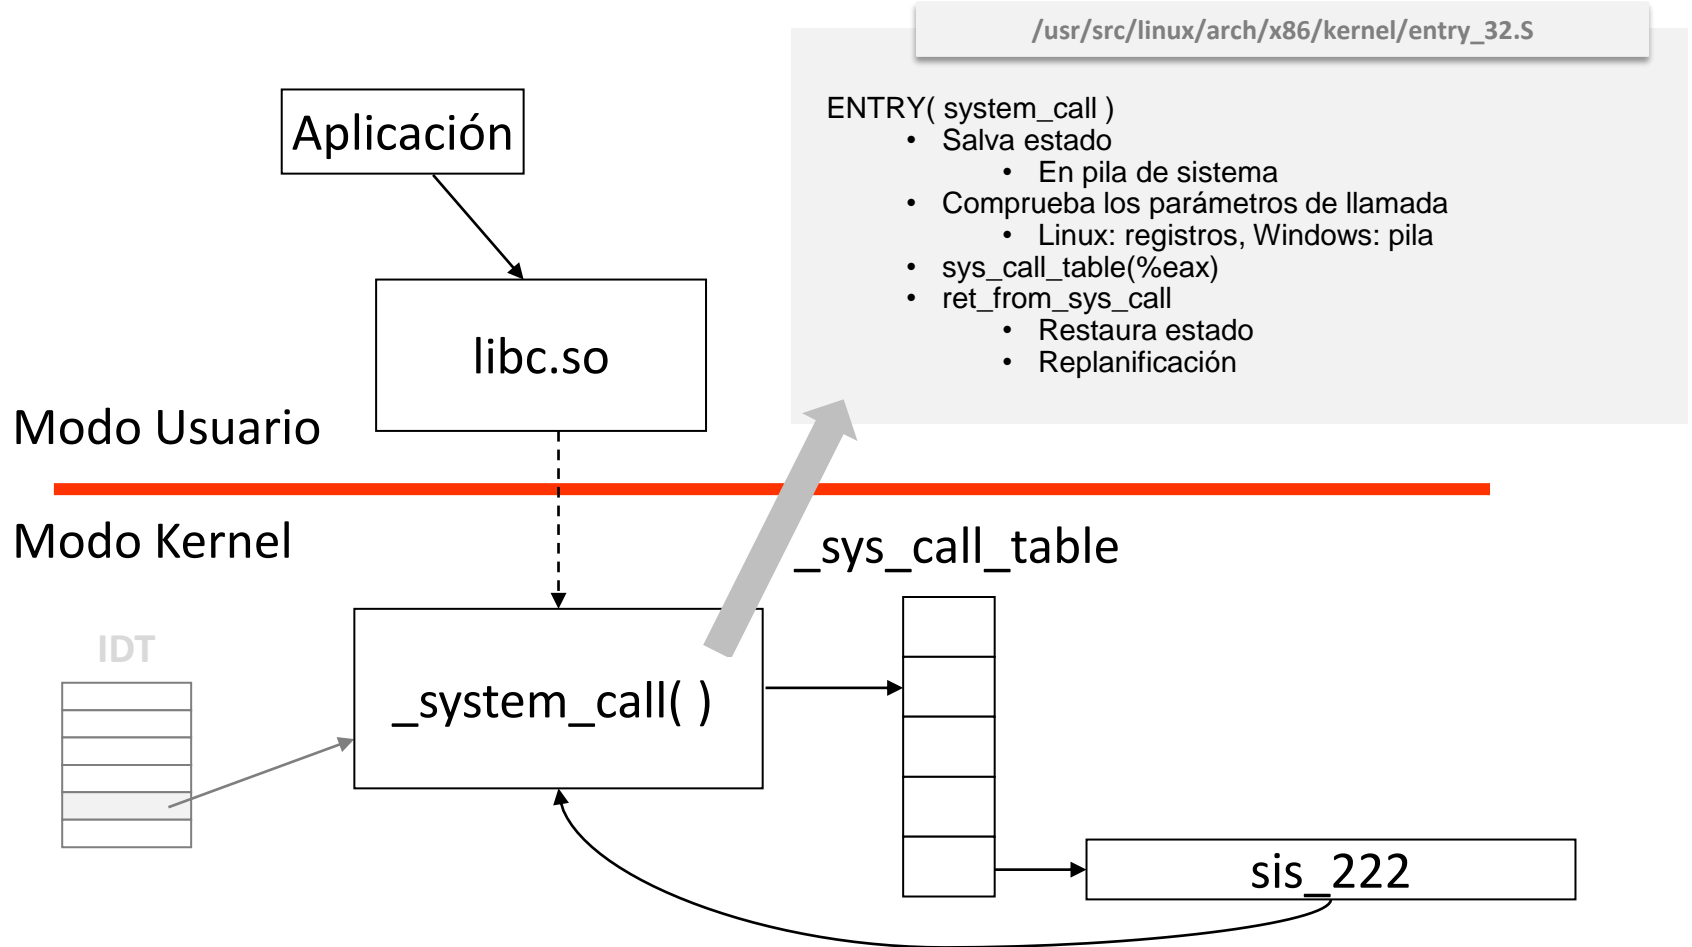 /usr/src/linux/arch/x86/kernel/entry_32.S
ENTRY( system_call )
• Salva estado
• En pila de sistema
• Comprueba los parámetros de llamada
• Linux: registros, Windows: pila
• sys_call_table(%eax)
• ret_from_sys_call
• Restaura estado
• Replanificación
Aplicación
libc.so
Modo Usuario
Modo Kernel
_sys_call_table
IDT
_system_call( )
sis_222